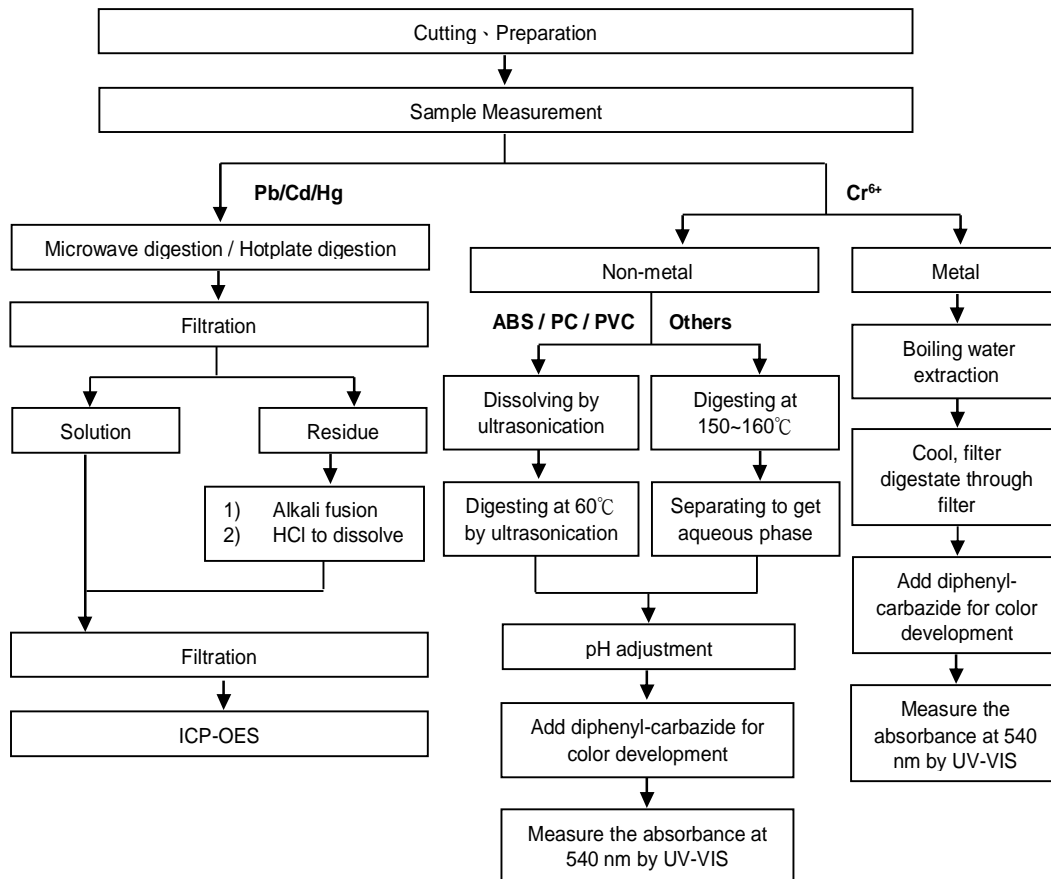 Cutting、Preparation
Sample Measurement
Pb/Cd/Hg
Cr⁶⁺
Microwave digestion / Hotplate digestion
Non-metal
Metal
Filtration
ABS / PC / PVC
Others
Boiling water
extraction
Solution
Residue
Dissolving by
ultrasonication
Digesting at
150~160℃
Cool, filter
digestate through
filter
1) Alkali fusion
2) HCl to dissolve
Digesting at 60℃
by ultrasonication
Separating to get
aqueous phase
Add diphenyl-
carbazide for color
development
Filtration
pH adjustment
ICP-OES
Add diphenyl-carbazide for
color development
Measure the
absorbance at 540
nm by UV-VIS
Measure the absorbance at
540 nm by UV-VIS